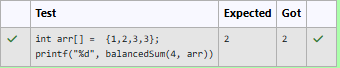 Test Expected Got
int arr[] = {1,2,3,3}; 2 2
printf("%d", balancedSum(4, arr))